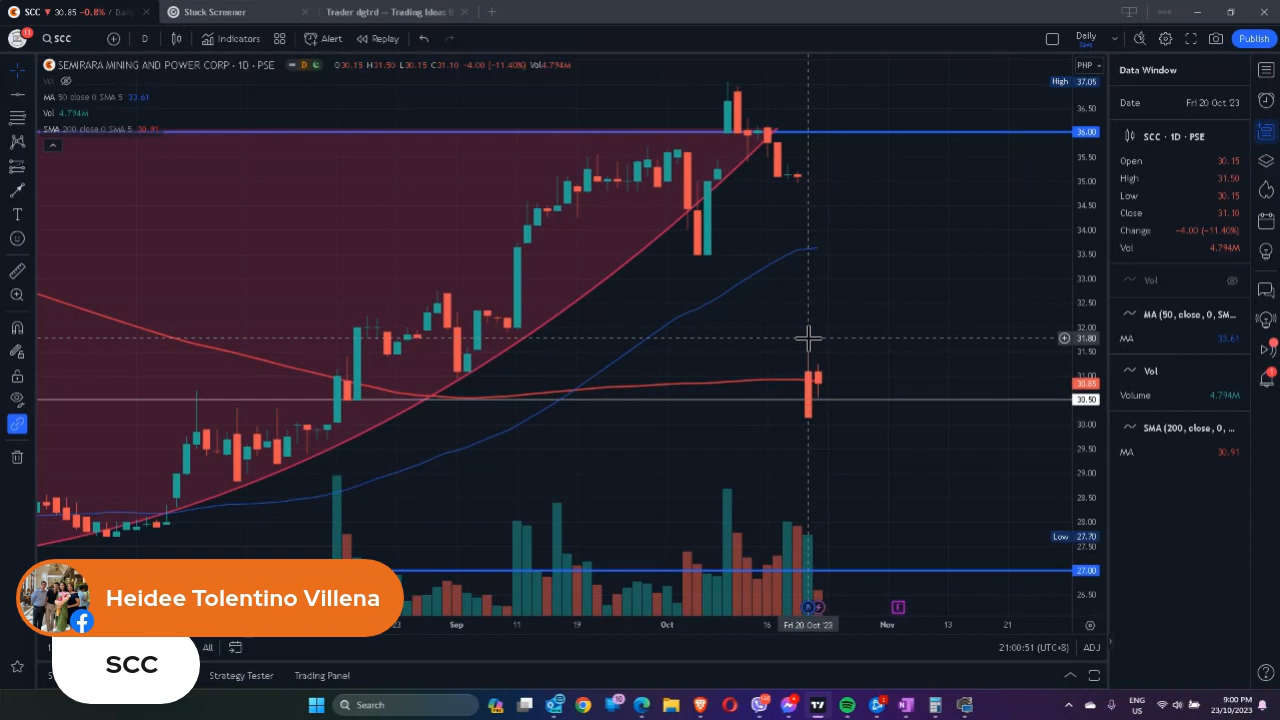 SCC ▼ 30.85 -0.8% / Daily
Stock Screener
Trader dgtrd — Trading Ideas &
SCC
D
Indicators
Alert
Replay
Daily
Save
Publish
SEMIRARA MINING AND POWER CORP · 1D · PSE
D
O30.15 H31.50 L30.15 C31.10 -4.00 (-11.40%) Vol4.794M
Vol
MA 50 close 0 SMA 5 33.61
Vol 4.794M
SMA 200 close 0 SMA 5 30.91
PHP
High 37.05
36.50
36.00
35.50
35.00
34.50
34.00
33.50
33.00
32.50
32.00
31.80
31.50
31.00
30.85
30.50
30.00
29.50
29.00
28.50
28.00
Low 27.70
27.50
27.00
26.50
23
Sep
11
19
Oct
16
Fri 20 Oct '23
Nov
13
21
E
Data Window
Date Fri 20 Oct '23
SCC · 1D · PSE
Open 30.15
High 31.50
Low 30.15
Close 31.10
Change -4.00 (-11.40%)
Vol 4.794M
Vol
MA (50, close, 0, SM...
MA 33.61
Vol
Volume 4.794M
SMA (200, close, 0, ...
MA 30.91
Heidee Tolentino Villena
SCC
All
21:00:51 (UTC+8)
ADJ
Strategy Tester
Trading Panel
Search
ENG
US
9:00 PM
23/10/2023